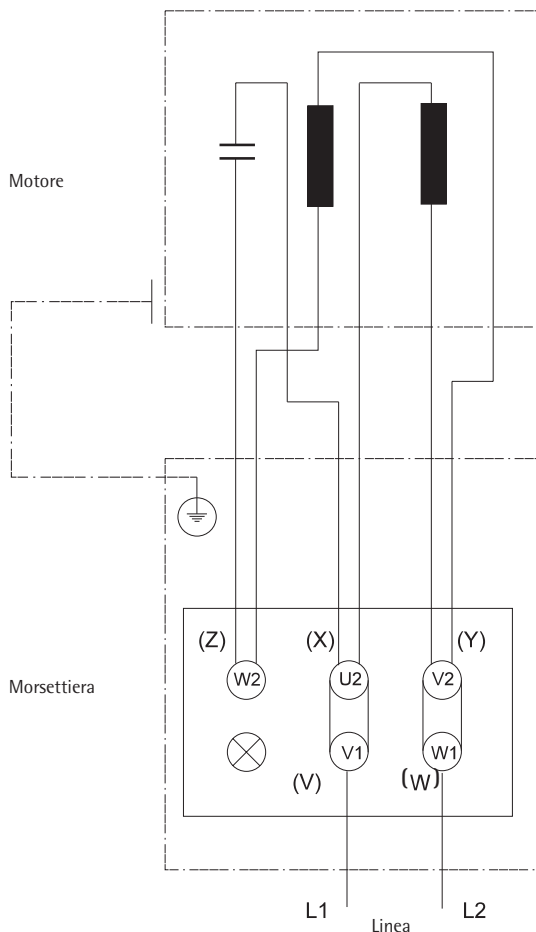 Motore
(Z) (X) (Y)
W2 U2 V2
Morsettiera
V1 W1
(V) (W)
L1 L2
Linea